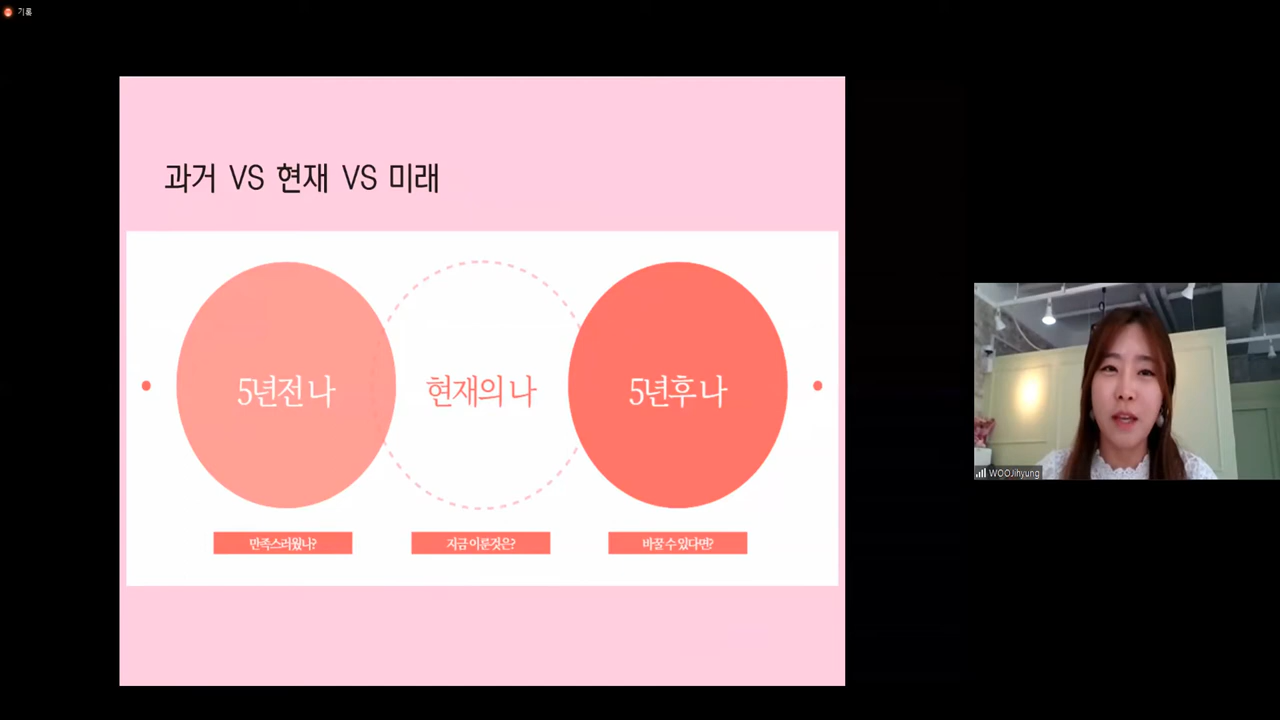 기록
과거 VS 현재 VS 미래
5년전 나
현재의 나
5년후 나
만족스러웠나?
지금 이룬것은?
바꿀 수 있다면?
WOOJihyung